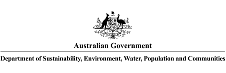 Australian Government
Department of Sustainability, Environment, Water, Population and Communities